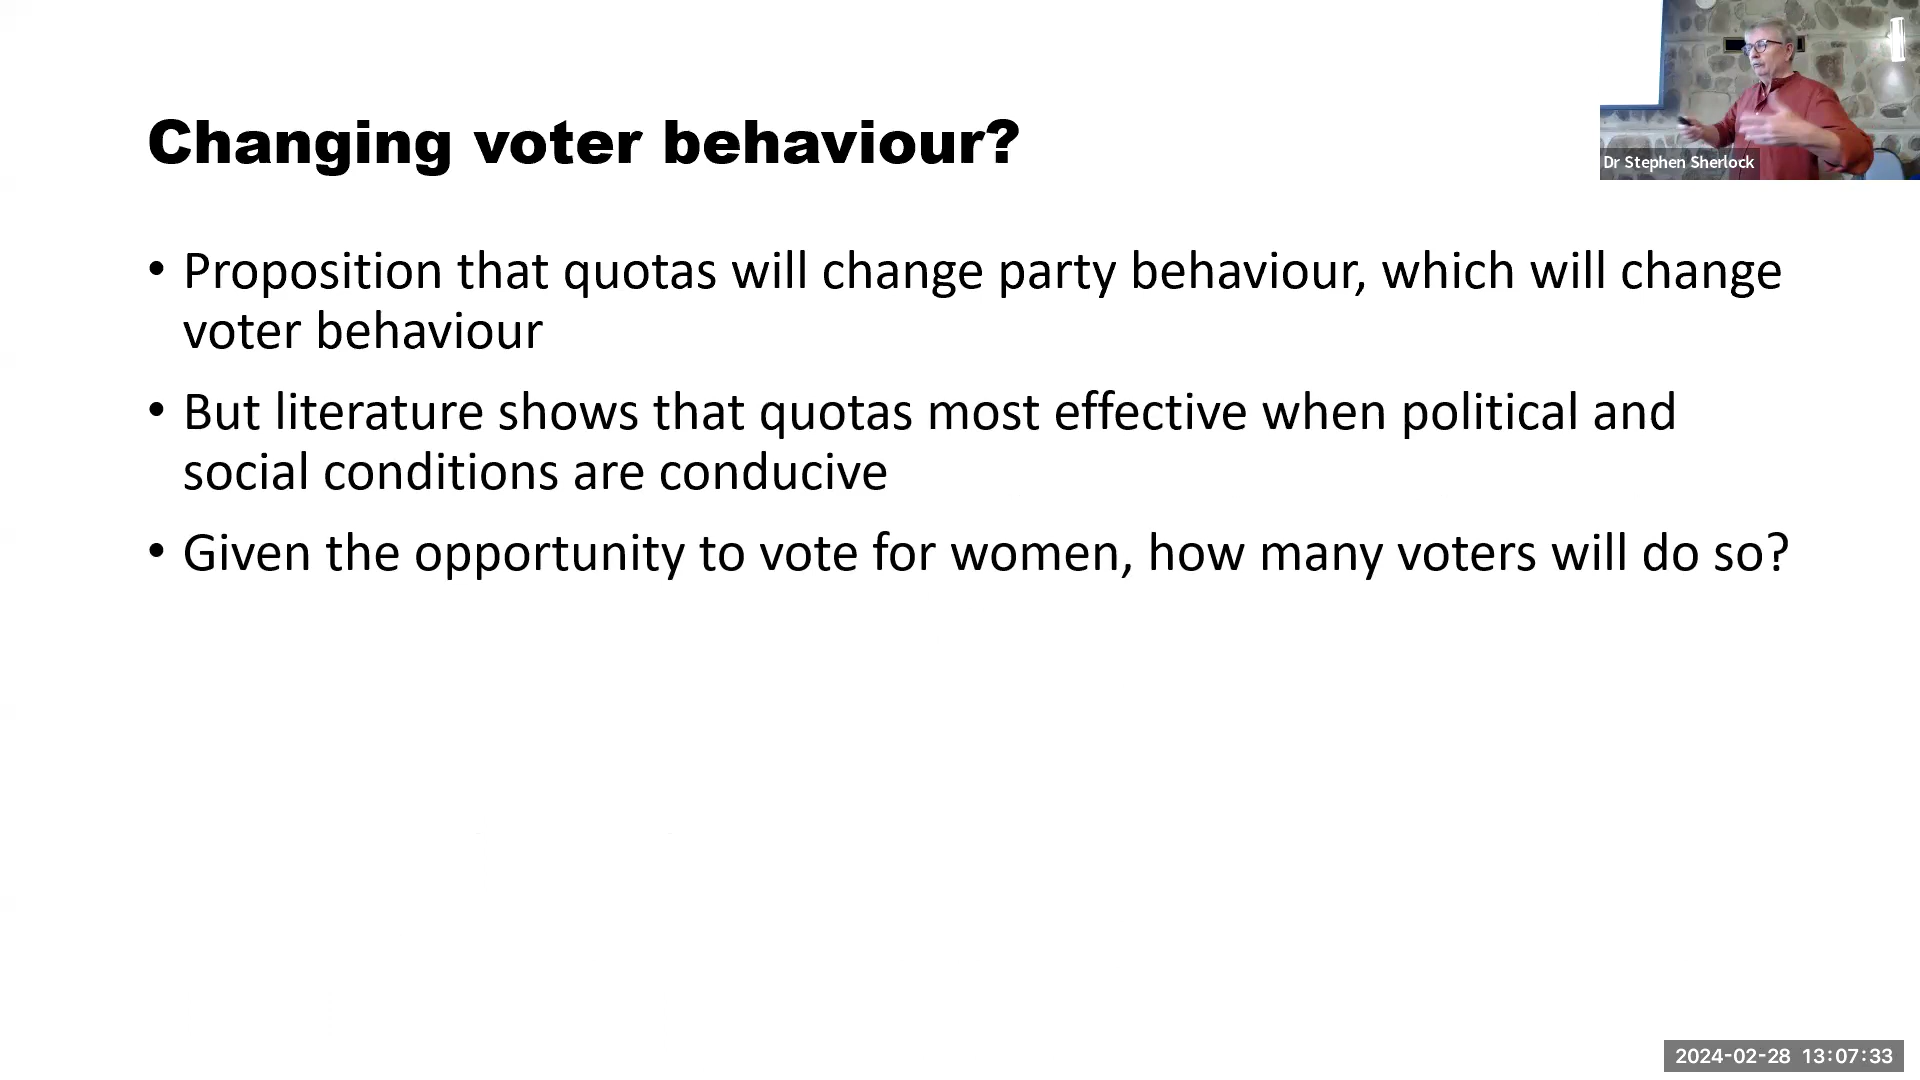 Changing voter behaviour?
Dr Stephen Sherlock
• Proposition that quotas will change party behaviour, which will change
voter behaviour
• But literature shows that quotas most effective when political and
social conditions are conducive
• Given the opportunity to vote for women, how many voters will do so?
2024-02-28 13:07:33